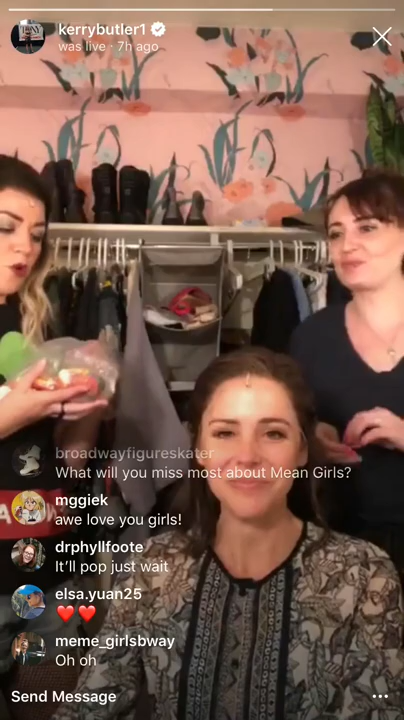 kerrybutler1
was live · 7h ago
broadwayfigureskater
What will you miss most about Mean Girls?
mggiek
awe love you girls!
drphyllfoote
It'll pop just wait
elsa.yuan25
❤️❤️
meme_girlsbway
Oh oh
Send Message